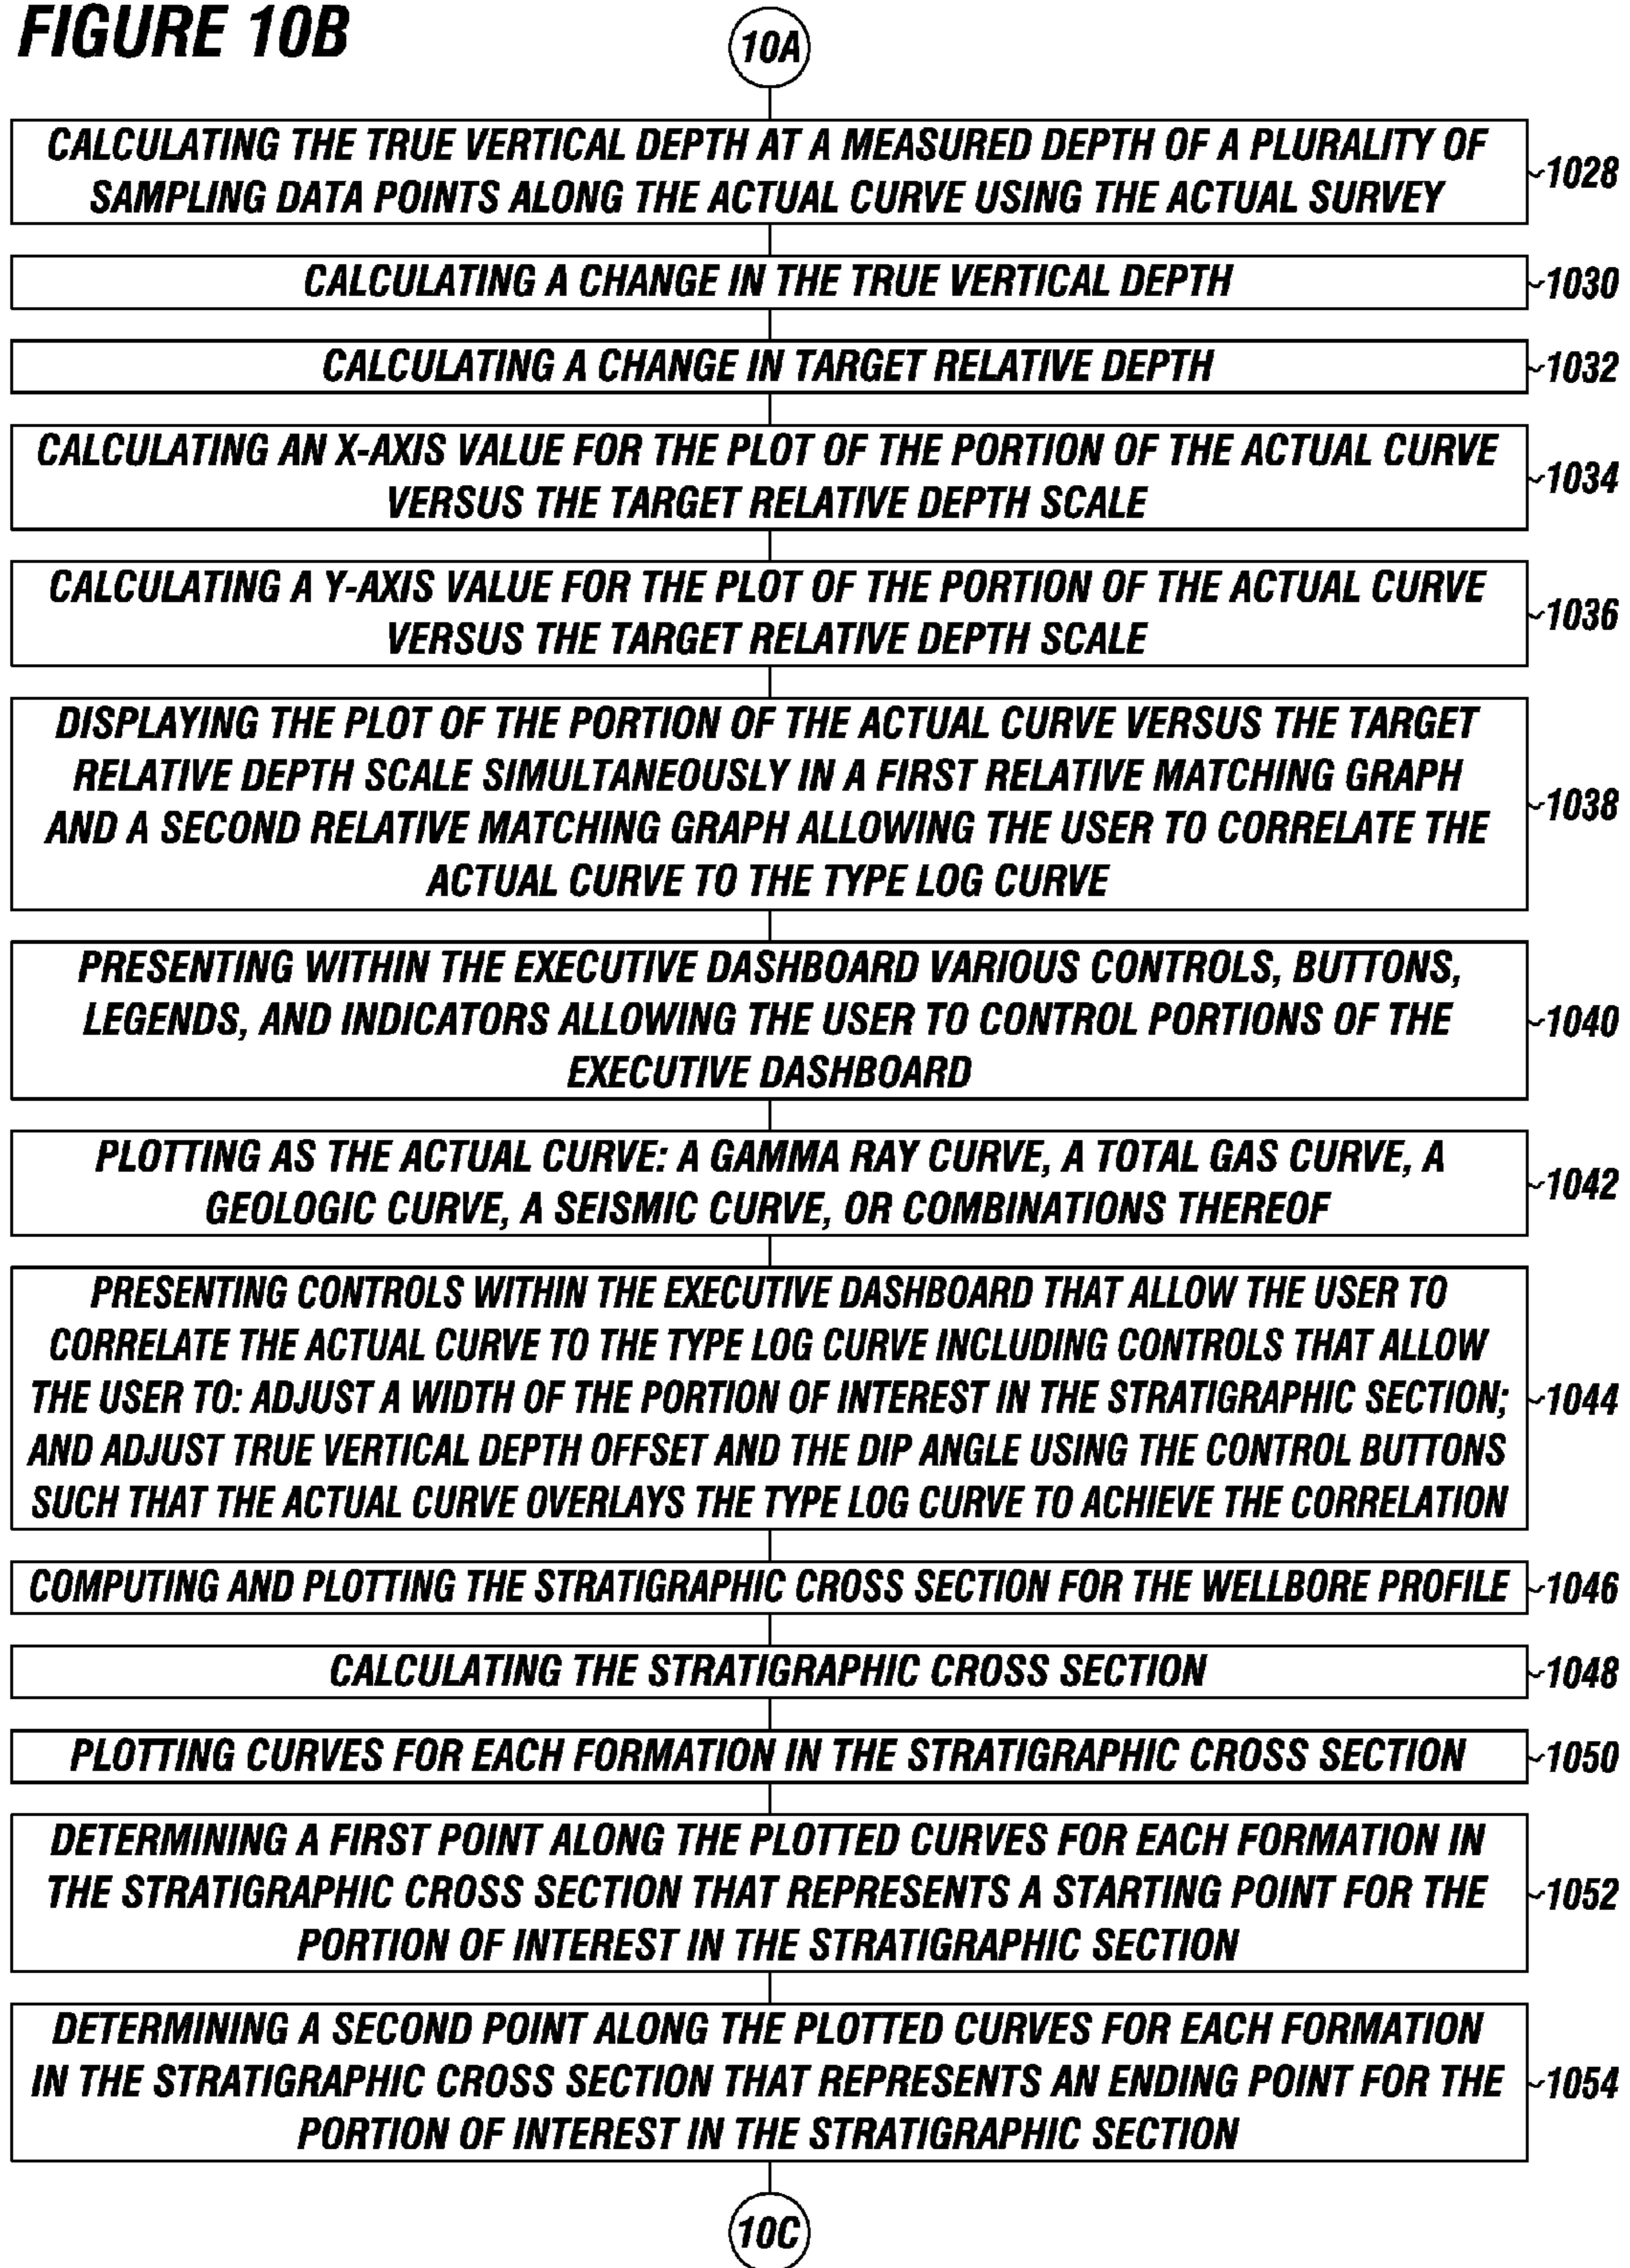 FIGURE 10B
10A
CALCULATING THE TRUE VERTICAL DEPTH AT A MEASURED DEPTH OF A PLURALITY OF
SAMPLING DATA POINTS ALONG THE ACTUAL CURVE USING THE ACTUAL SURVEY
1028
CALCULATING A CHANGE IN THE TRUE VERTICAL DEPTH
1030
CALCULATING A CHANGE IN TARGET RELATIVE DEPTH
1032
CALCULATING AN X-AXIS VALUE FOR THE PLOT OF THE PORTION OF THE ACTUAL CURVE
VERSUS THE TARGET RELATIVE DEPTH SCALE
1034
CALCULATING A Y-AXIS VALUE FOR THE PLOT OF THE PORTION OF THE ACTUAL CURVE
VERSUS THE TARGET RELATIVE DEPTH SCALE
1036
DISPLAYING THE PLOT OF THE PORTION OF THE ACTUAL CURVE VERSUS THE TARGET
RELATIVE DEPTH SCALE SIMULTANEOUSLY IN A FIRST RELATIVE MATCHING GRAPH
AND A SECOND RELATIVE MATCHING GRAPH ALLOWING THE USER TO CORRELATE THE
ACTUAL CURVE TO THE TYPE LOG CURVE
1038
PRESENTING WITHIN THE EXECUTIVE DASHBOARD VARIOUS CONTROLS, BUTTONS,
LEGENDS, AND INDICATORS ALLOWING THE USER TO CONTROL PORTIONS OF THE
EXECUTIVE DASHBOARD
1040
PLOTTING AS THE ACTUAL CURVE: A GAMMA RAY CURVE, A TOTAL GAS CURVE, A
GEOLOGIC CURVE, A SEISMIC CURVE, OR COMBINATIONS THEREOF
1042
PRESENTING CONTROLS WITHIN THE EXECUTIVE DASHBOARD THAT ALLOW THE USER TO
CORRELATE THE ACTUAL CURVE TO THE TYPE LOG CURVE INCLUDING CONTROLS THAT ALLOW
THE USER TO: ADJUST A WIDTH OF THE PORTION OF INTEREST IN THE STRATIGRAPHIC SECTION;
AND ADJUST TRUE VERTICAL DEPTH OFFSET AND THE DIP ANGLE USING THE CONTROL BUTTONS
SUCH THAT THE ACTUAL CURVE OVERLAYS THE TYPE LOG CURVE TO ACHIEVE THE CORRELATION
1044
COMPUTING AND PLOTTING THE STRATIGRAPHIC CROSS SECTION FOR THE WELLBORE PROFILE
1046
CALCULATING THE STRATIGRAPHIC CROSS SECTION
1048
PLOTTING CURVES FOR EACH FORMATION IN THE STRATIGRAPHIC CROSS SECTION
1050
DETERMINING A FIRST POINT ALONG THE PLOTTED CURVES FOR EACH FORMATION IN
THE STRATIGRAPHIC CROSS SECTION THAT REPRESENTS A STARTING POINT FOR THE
PORTION OF INTEREST IN THE STRATIGRAPHIC SECTION
1052
DETERMINING A SECOND POINT ALONG THE PLOTTED CURVES FOR EACH FORMATION
IN THE STRATIGRAPHIC CROSS SECTION THAT REPRESENTS AN ENDING POINT FOR THE
PORTION OF INTEREST IN THE STRATIGRAPHIC SECTION
1054
10C